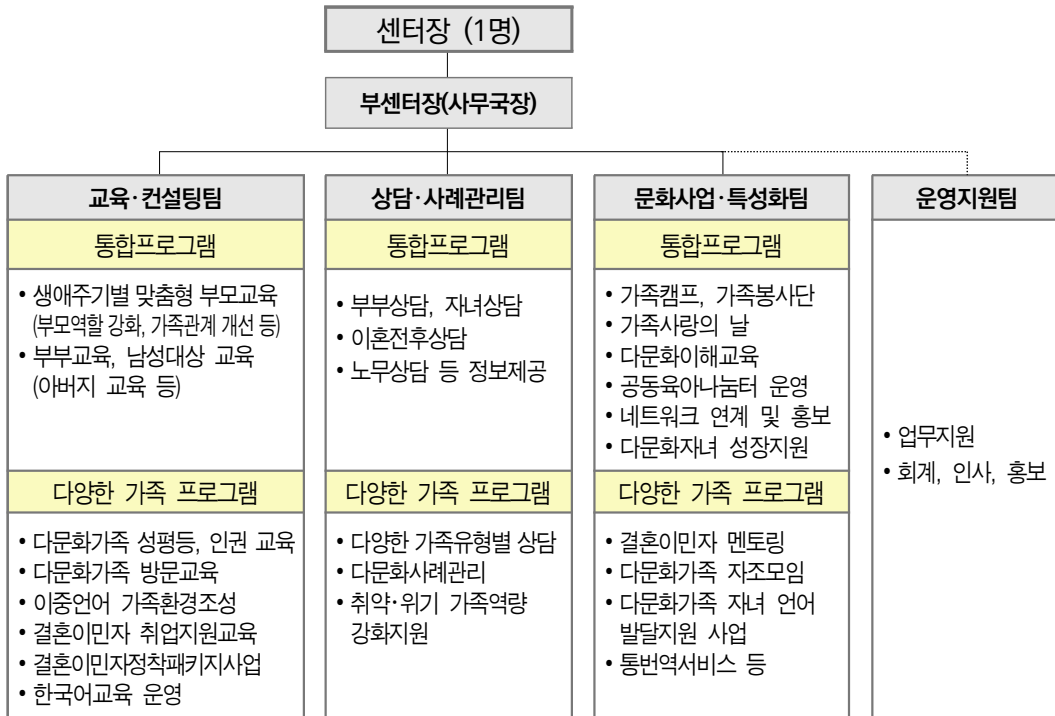 센터장 (1명)
부센터장(사무국장)
교육·컨설팅팀
통합프로그램
• 생애주기별 맞춤형 부모교육
(부모역할 강화, 가족관계 개선 등)
• 부부교육, 남성대상 교육
(아버지 교육 등)
다양한 가족 프로그램
• 다문화가족 성평등, 인권 교육
• 다문화가족 방문교육
• 이중언어 가족환경조성
• 결혼이민자 취업지원교육
• 결혼이민자정착패키지사업
• 한국어교육 운영
상담·사례관리팀
통합프로그램
• 부부상담, 자녀상담
• 이혼전후상담
• 노무상담 등 정보제공
다양한 가족 프로그램
• 다양한 가족유형별 상담
• 다문화사례관리
• 취약·위기 가족역량
강화지원
문화사업·특성화팀
통합프로그램
• 가족캠프, 가족봉사단
• 가족사랑의 날
• 다문화이해교육
• 공동육아나눔터 운영
• 네트워크 연계 및 홍보
• 다문화자녀 성장지원
다양한 가족 프로그램
• 결혼이민자 멘토링
• 다문화가족 자조모임
• 다문화가족 자녀 언어
발달지원 사업
• 통번역서비스 등
운영지원팀
• 업무지원
• 회계, 인사, 홍보